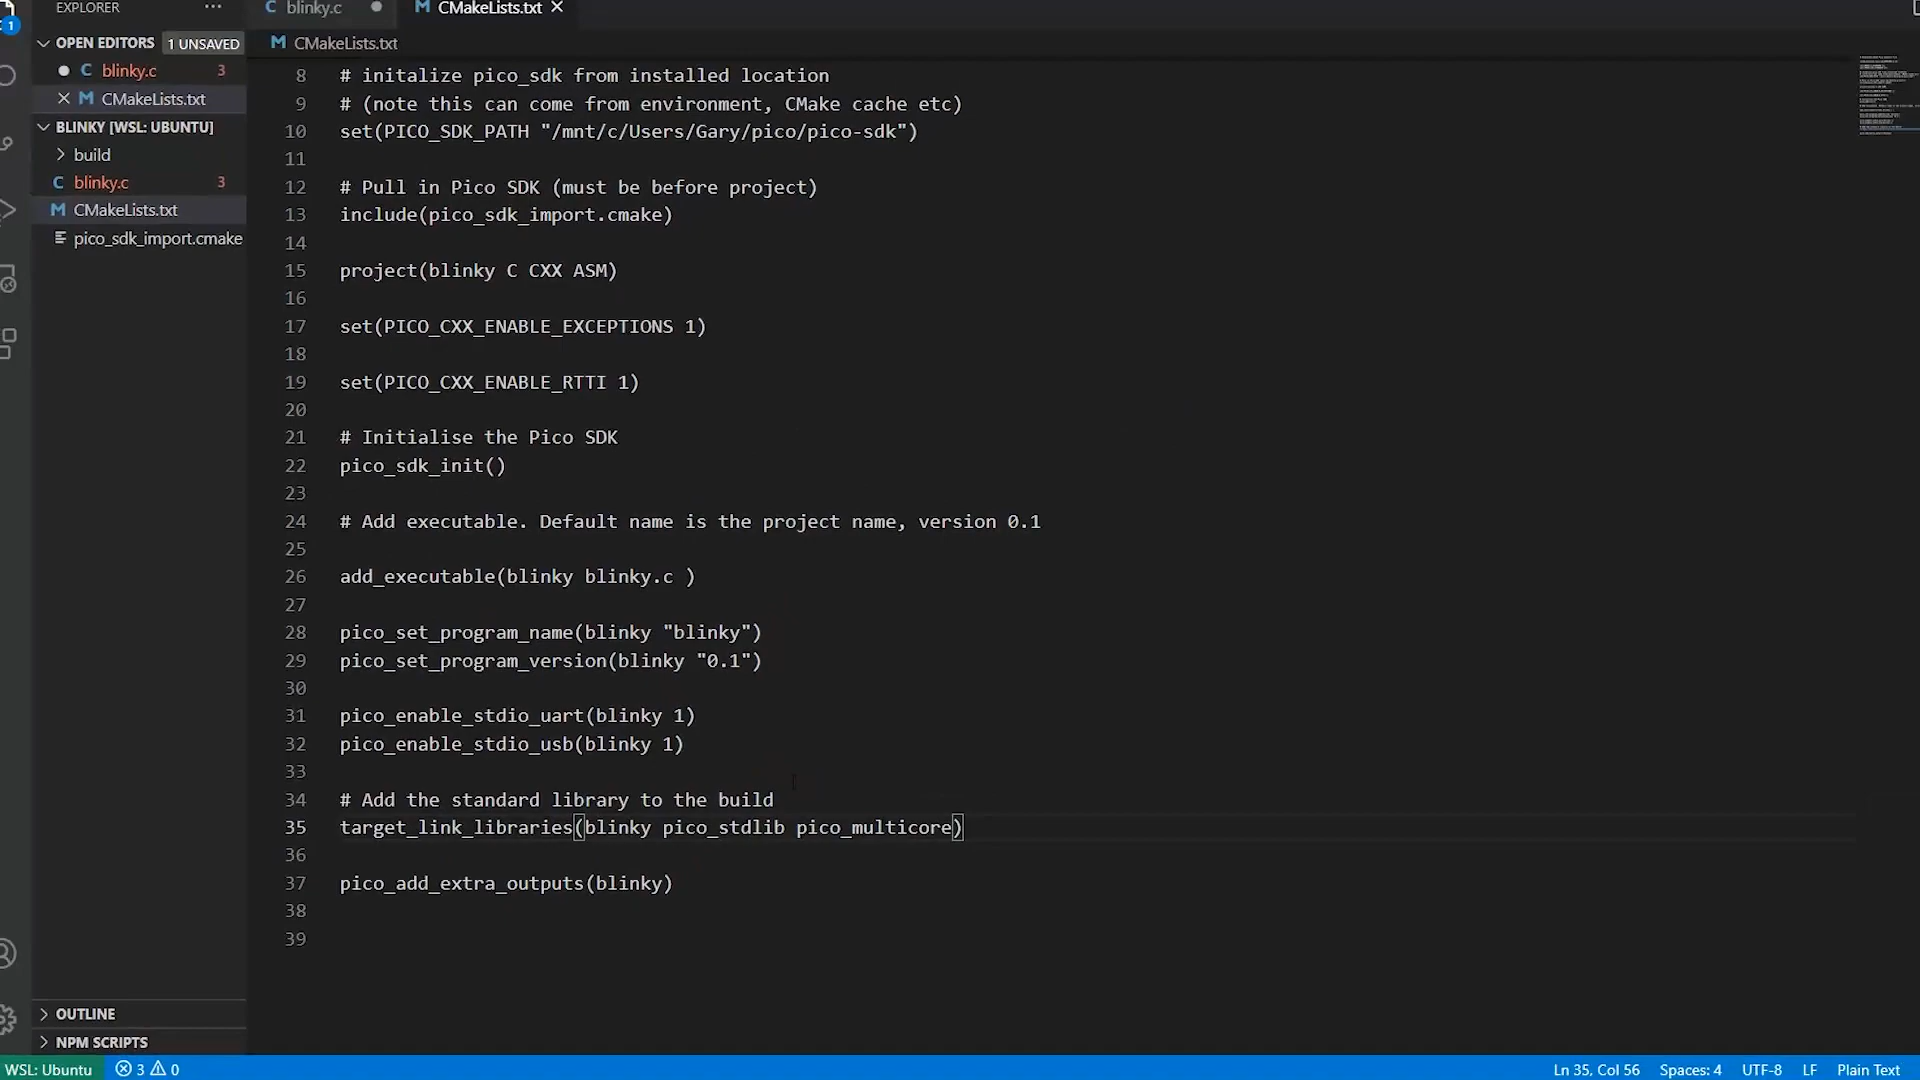 EXPLORER ...
blinky.c
CMakeLists.txt
OPEN EDITORS 1 UNSAVED
blinky.c 3
CMakeLists.txt
BLINKY [WSL: UBUNTU]
build
blinky.c 3
CMakeLists.txt
pico_sdk_import.cmake
1
CMakeLists.txt
8 # initalize pico_sdk from installed location
9 # (note this can come from environment, CMake cache etc)
10 set(PICO_SDK_PATH "/mnt/c/Users/Gary/pico/pico-sdk")
11
12 # Pull in Pico SDK (must be before project)
13 include(pico_sdk_import.cmake)
14
15 project(blinky C CXX ASM)
16
17 set(PICO_CXX_ENABLE_EXCEPTIONS 1)
18
19 set(PICO_CXX_ENABLE_RTTI 1)
20
21 # Initialise the Pico SDK
22 pico_sdk_init()
23
24 # Add executable. Default name is the project name, version 0.1
25
26 add_executable(blinky blinky.c )
27
28 pico_set_program_name(blinky "blinky")
29 pico_set_program_version(blinky "0.1")
30
31 pico_enable_stdio_uart(blinky 1)
32 pico_enable_stdio_usb(blinky 1)
33
34 # Add the standard library to the build
35 target_link_libraries(blinky pico_stdlib pico_multicore)
36
37 pico_add_extra_outputs(blinky)
38
39
OUTLINE
NPM SCRIPTS
WSL: Ubuntu 3 0 Ln 35, Col 56 Spaces: 4 UTF-8 LF Plain Text